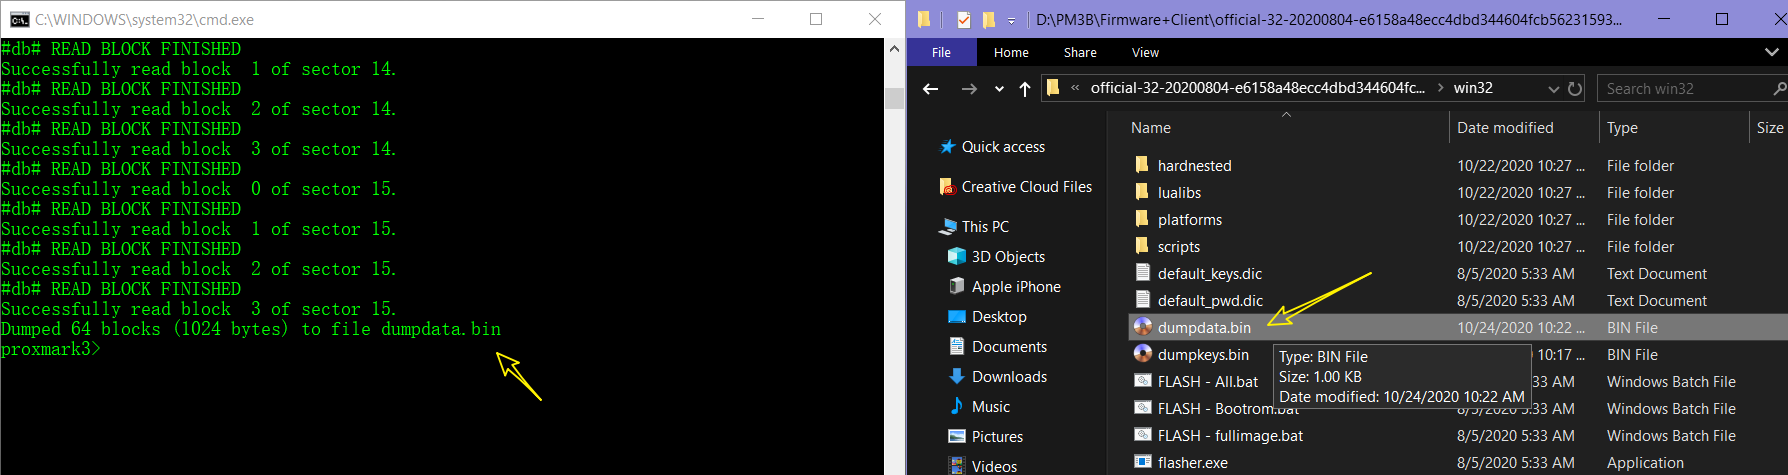 C:\WINDOWS\system32\cmd.exe
#db# READ BLOCK FINISHED
Successfully read block  1 of sector 14.
#db# READ BLOCK FINISHED
Successfully read block  2 of sector 14.
#db# READ BLOCK FINISHED
Successfully read block  3 of sector 14.
#db# READ BLOCK FINISHED
Successfully read block  0 of sector 15.
#db# READ BLOCK FINISHED
Successfully read block  1 of sector 15.
#db# READ BLOCK FINISHED
Successfully read block  2 of sector 15.
#db# READ BLOCK FINISHED
Successfully read block  3 of sector 15.
Dumped 64 blocks (1024 bytes) to file dumpdata.bin
proxmark3>
D:\PM3B\Firmware+Client\official-32-20200804-e6158a48ecc4dbd344604fcb56231593...
File Home Share View
« official-32-20200804-e6158a48ecc4dbd344604fc... > win32 Search win32
Quick access
Creative Cloud Files
This PC
3D Objects
Apple iPhone
Desktop
Documents
Downloads
Music
Pictures
Videos
Name Date modified Type Size
hardnested 10/22/2020 10:27 ... File folder
lualibs 10/22/2020 10:27 ... File folder
platforms 10/22/2020 10:27 ... File folder
scripts 10/22/2020 10:27 ... File folder
default_keys.dic 8/5/2020 5:33 AM Text Document
default_pwd.dic 8/5/2020 5:33 AM Text Document
dumpdata.bin 10/24/2020 10:22 ... BIN File
dumpkeys.bin 0 10:17 ... BIN File
FLASH - All.bat 33 AM Windows Batch File
FLASH - Bootrom.bat 8/5/2020 5:33 AM Windows Batch File
FLASH - fullimage.bat 8/5/2020 5:33 AM Windows Batch File
flasher.exe 8/5/2020 5:33 AM Application
Type: BIN File
Size: 1.00 KB
Date modified: 10/24/2020 10:22 AM